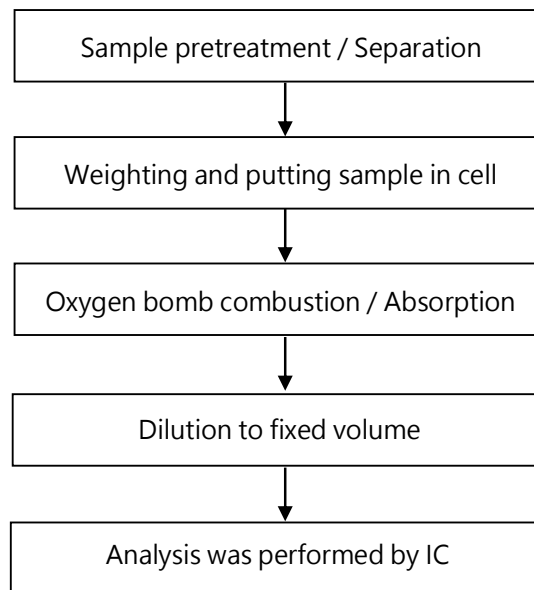 Sample pretreatment / Separation
Weighting and putting sample in cell
Oxygen bomb combustion / Absorption
Dilution to fixed volume
Analysis was performed by IC